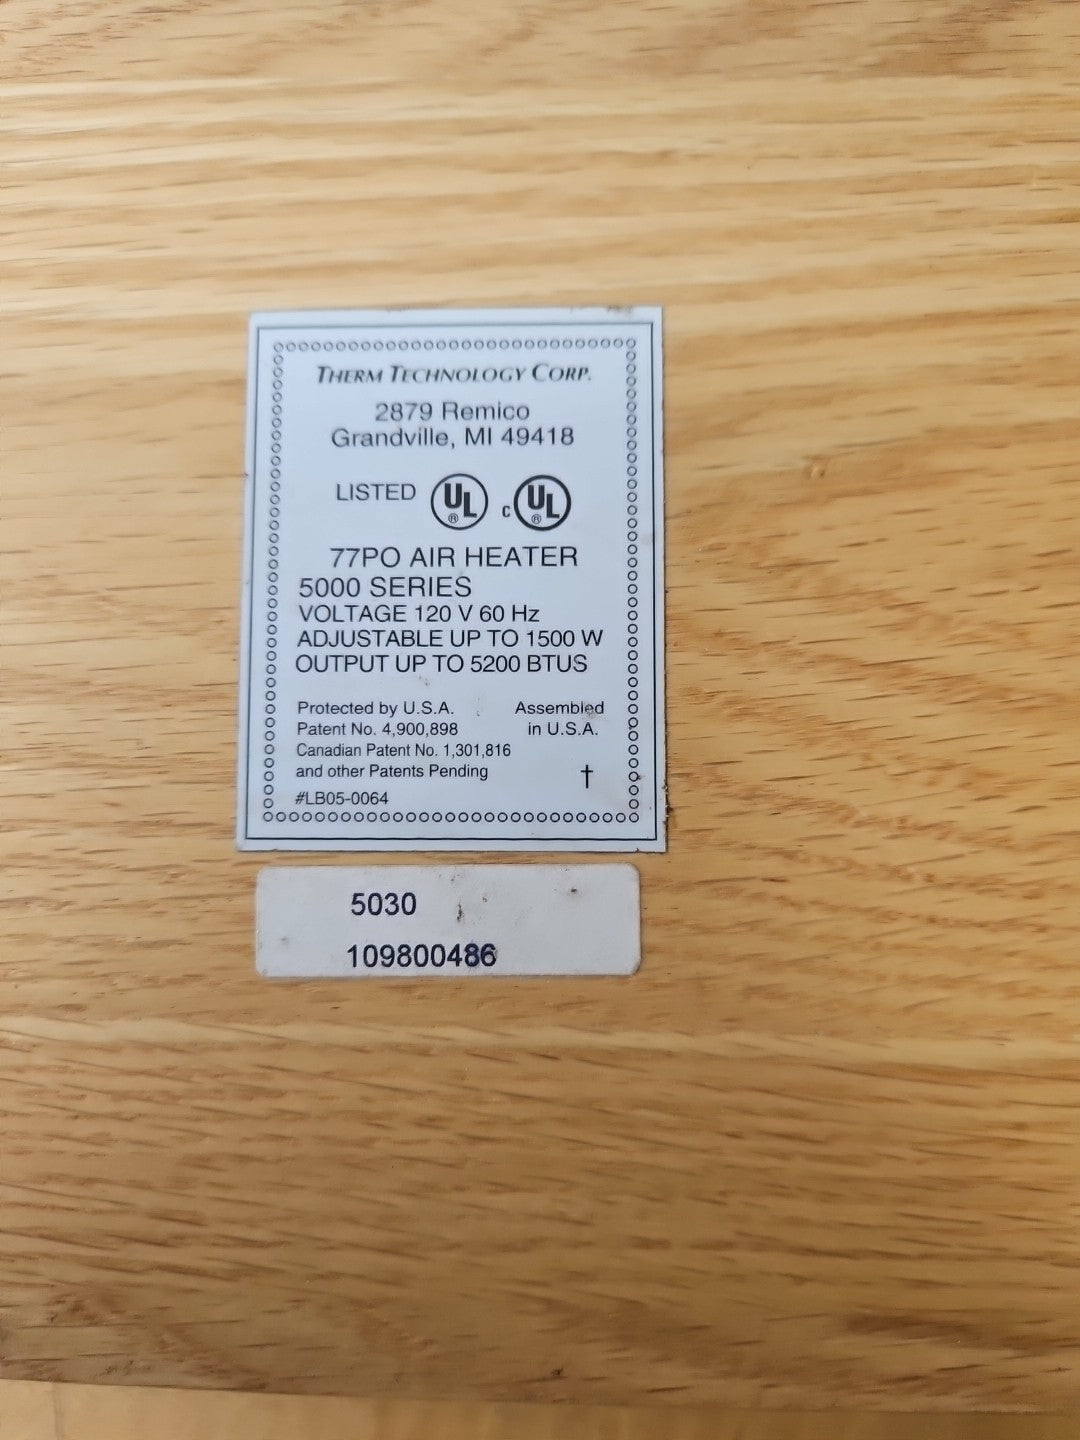 THERM TECHNOLOGY CORP.
2879 Remico
Grandville, MI 49418
LISTED UL ® c UL ®
77PO AIR HEATER
5000 SERIES
VOLTAGE 120 V 60 Hz
ADJUSTABLE UP TO 1500 W
OUTPUT UP TO 5200 BTUS
Protected by U.S.A. Assembled
Patent No. 4,900,898 in U.S.A.
Canadian Patent No. 1,301,816
and other Patents Pending †
#LB05-0064
5030
109800486